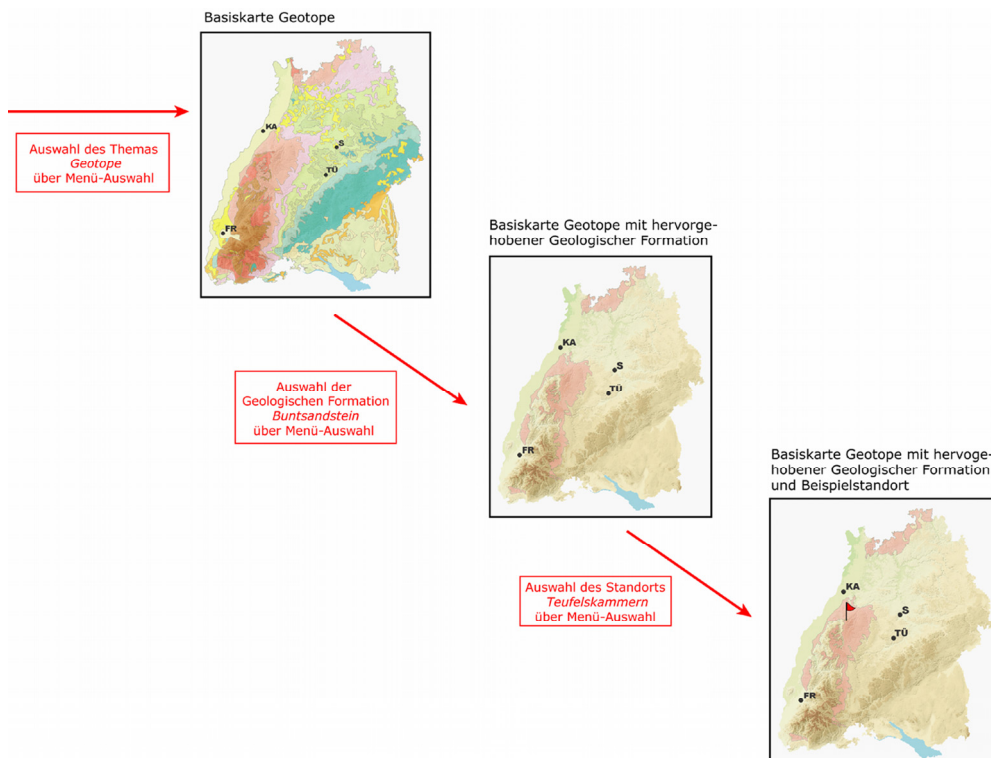 Basiskarte Geotope
KA
S
TÜ
FR
Auswahl des Themas
Geotope
über Menü-Auswahl
Basiskarte Geotope mit hervorge-
hobener Geologischer Formation
KA
S
TÜ
FR
Auswahl der
Geologischen Formation
Buntsandstein
über Menü-Auswahl
Basiskarte Geotope mit hervoge-
hobener Geologischer Formation
und Beispielstandort
KA
S
TÜ
FR
Auswahl des Standorts
Teufelskammern
über Menü-Auswahl